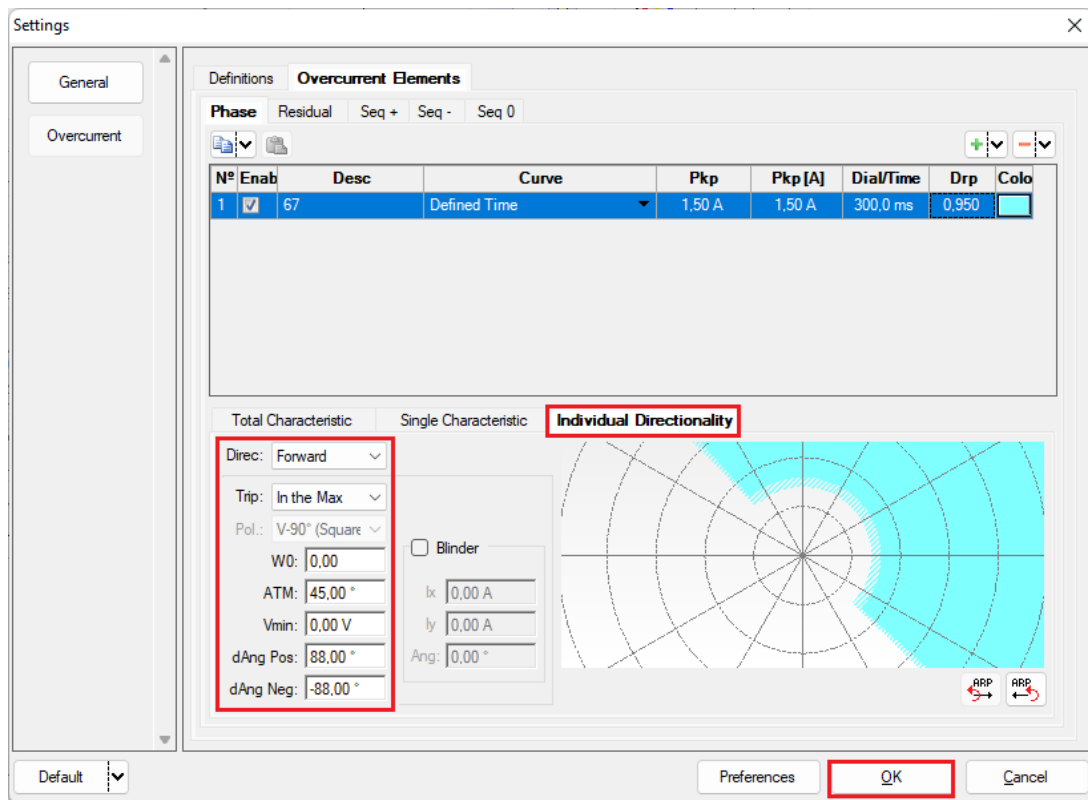 Settings
General
Overcurrent
Definitions Overcurrent Elements
Phase Residual Seq + Seq - Seq 0
Nº Enab Desc Curve Pkp Pkp [A] Dial/Time Drp Colo
1 67 Defined Time 1,50 A 1,50 A 300,0 ms 0,950
Total Characteristic Single Characteristic Individual Directionality
Direc: Forward
Trip: In the Max
Pol.: V-90° (Square
W0: 0,00
ATM: 45,00 °
Vmin: 0,00 V
dAng Pos: 88,00 °
dAng Neg: -88,00 °
Blinder
Ix 0,00 A
Iy 0,00 A
Ang: 0,00 °
ARP ARP
Default Preferences OK Cancel